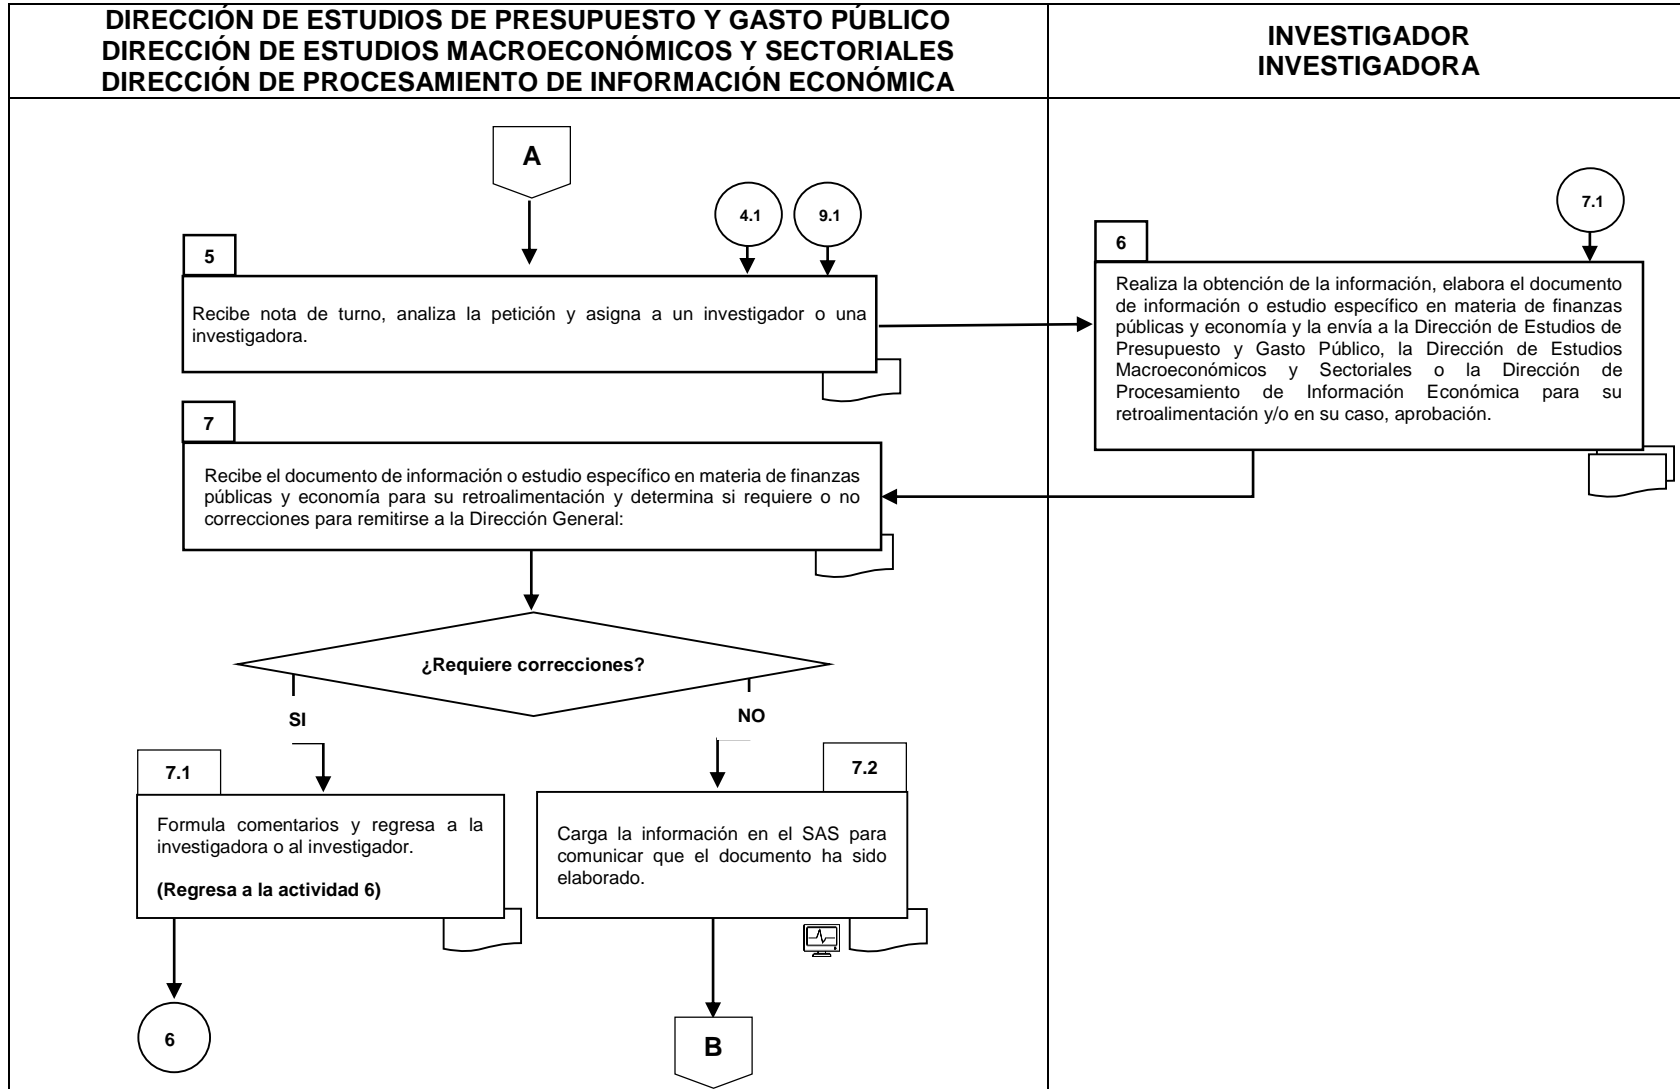 DIRECCIÓN DE ESTUDIOS DE PRESUPUESTO Y GASTO PÚBLICO
DIRECCIÓN DE ESTUDIOS MACROECONÓMICOS Y SECTORIALES
DIRECCIÓN DE PROCESAMIENTO DE INFORMACIÓN ECONÓMICA
INVESTIGADOR
INVESTIGADORA
A
4.1
9.1
5
Recibe nota de turno, analiza la petición y asigna a un investigador o una
investigadora.
7.1
6
Realiza la obtención de la información, elabora el documento
de información o estudio específico en materia de finanzas
públicas y economía y la envía a la Dirección de Estudios de
Presupuesto y Gasto Público, la Dirección de Estudios
Macroeconómicos y Sectoriales o la Dirección de
Procesamiento de Información Económica para su
retroalimentación y/o en su caso, aprobación.
7
Recibe el documento de información o estudio específico en materia de finanzas
públicas y economía para su retroalimentación y determina si requiere o no
correcciones para remitirse a la Dirección General:
¿Requiere correcciones?
SI
NO
7.1
Formula comentarios y regresa a la
investigadora o al investigador.
(Regresa a la actividad 6)
7.2
Carga la información en el SAS para
comunicar que el documento ha sido
elaborado.
6
B